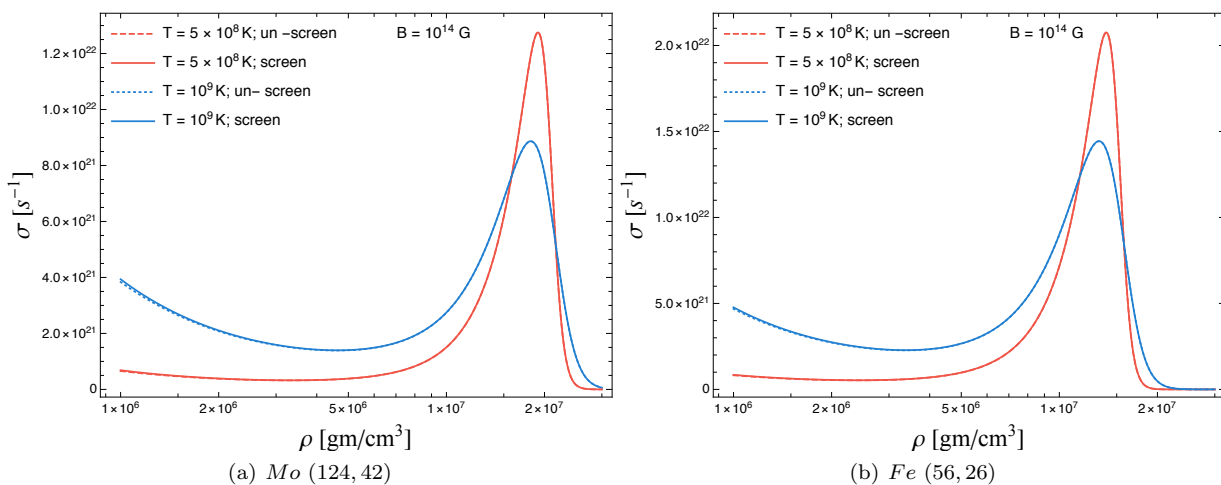 T = 5 × 10⁸ K; un -screen
T = 5 × 10⁸ K; screen
T = 10⁹ K; un- screen
T = 10⁹ K; screen
B = 10¹⁴ G
1.2×10²²
1.0×10²²
8.0×10²¹
6.0×10²¹
4.0×10²¹
2.0×10²¹
0
σ [s⁻¹]
1×10⁶ 2×10⁶ 5×10⁶ 1×10⁷ 2×10⁷
ρ [gm/cm³]
(a) Mo (124, 42)
T = 5 × 10⁸ K; un -screen
T = 5 × 10⁸ K; screen
T = 10⁹ K; un- screen
T = 10⁹ K; screen
B = 10¹⁴ G
2.0×10²²
1.5×10²²
1.0×10²²
5.0×10²¹
0
σ [s⁻¹]
1×10⁶ 2×10⁶ 5×10⁶ 1×10⁷ 2×10⁷
ρ [gm/cm³]
(b) Fe (56, 26)